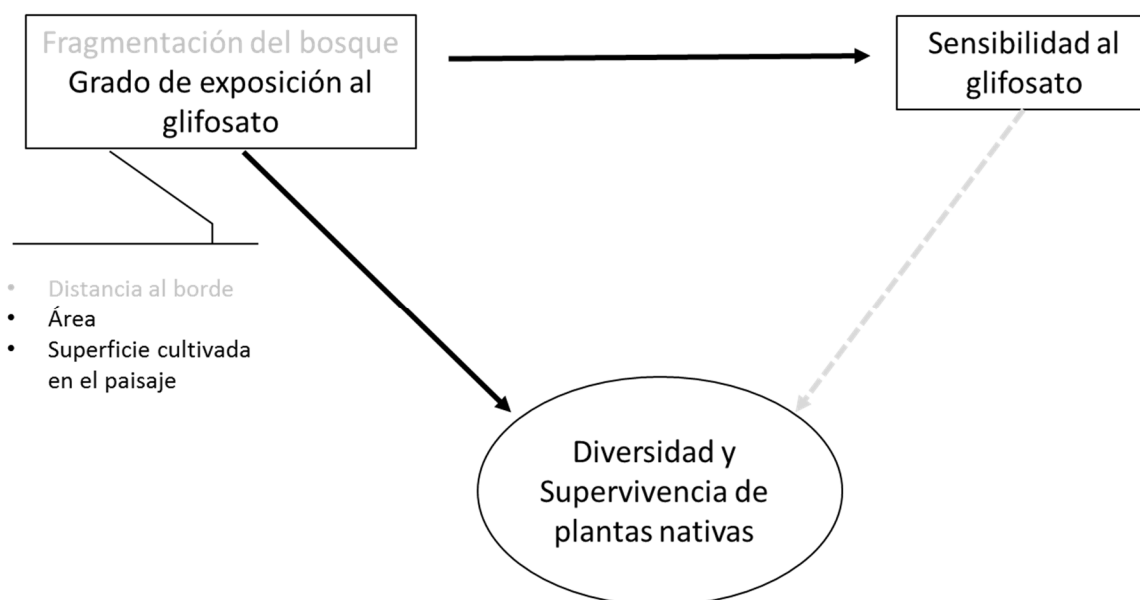 Fragmentación del bosque
Grado de exposición al
glifosato
Sensibilidad al
glifosato
• Distancia al borde
• Área
• Superficie cultivada
en el paisaje
Diversidad y
Supervivencia de
plantas nativas